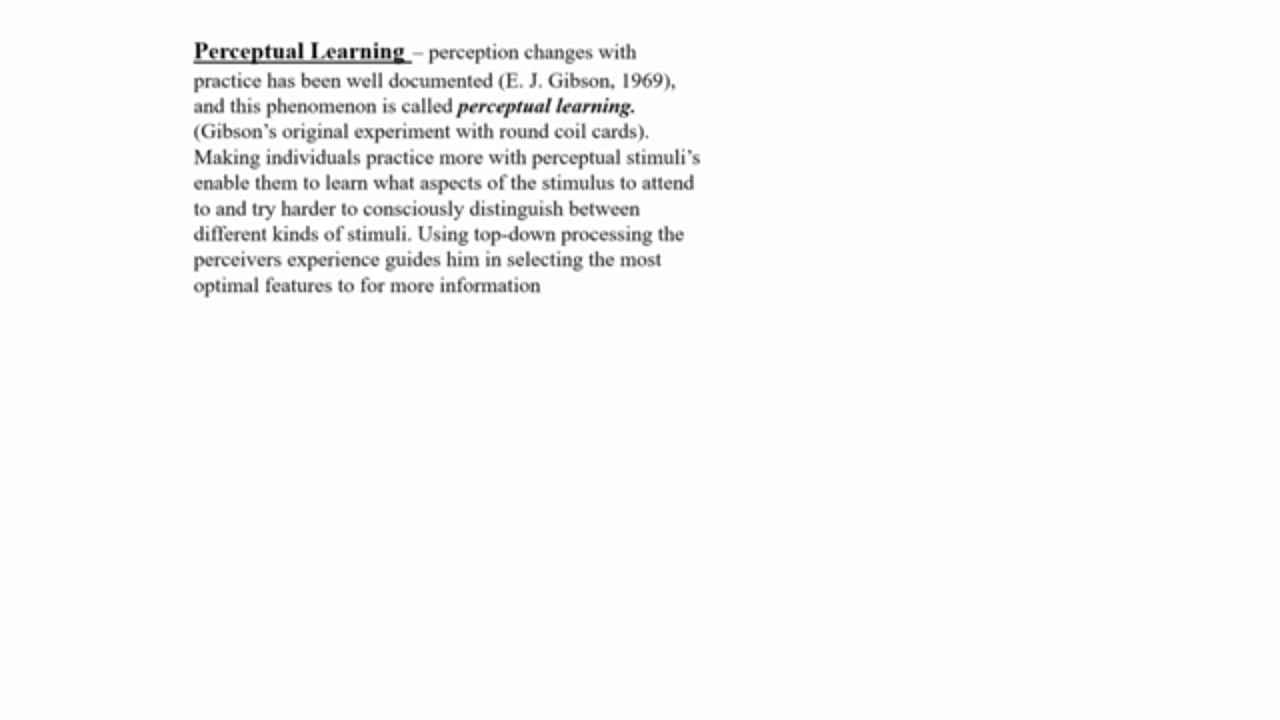 Perceptual Learning – perception changes with
practice has been well documented (E. J. Gibson, 1969),
and this phenomenon is called perceptual learning.
(Gibson’s original experiment with round coil cards).
Making individuals practice more with perceptual stimuli’s
enable them to learn what aspects of the stimulus to attend
to and try harder to consciously distinguish between
different kinds of stimuli. Using top-down processing the
perceivers experience guides him in selecting the most
optimal features to for more information